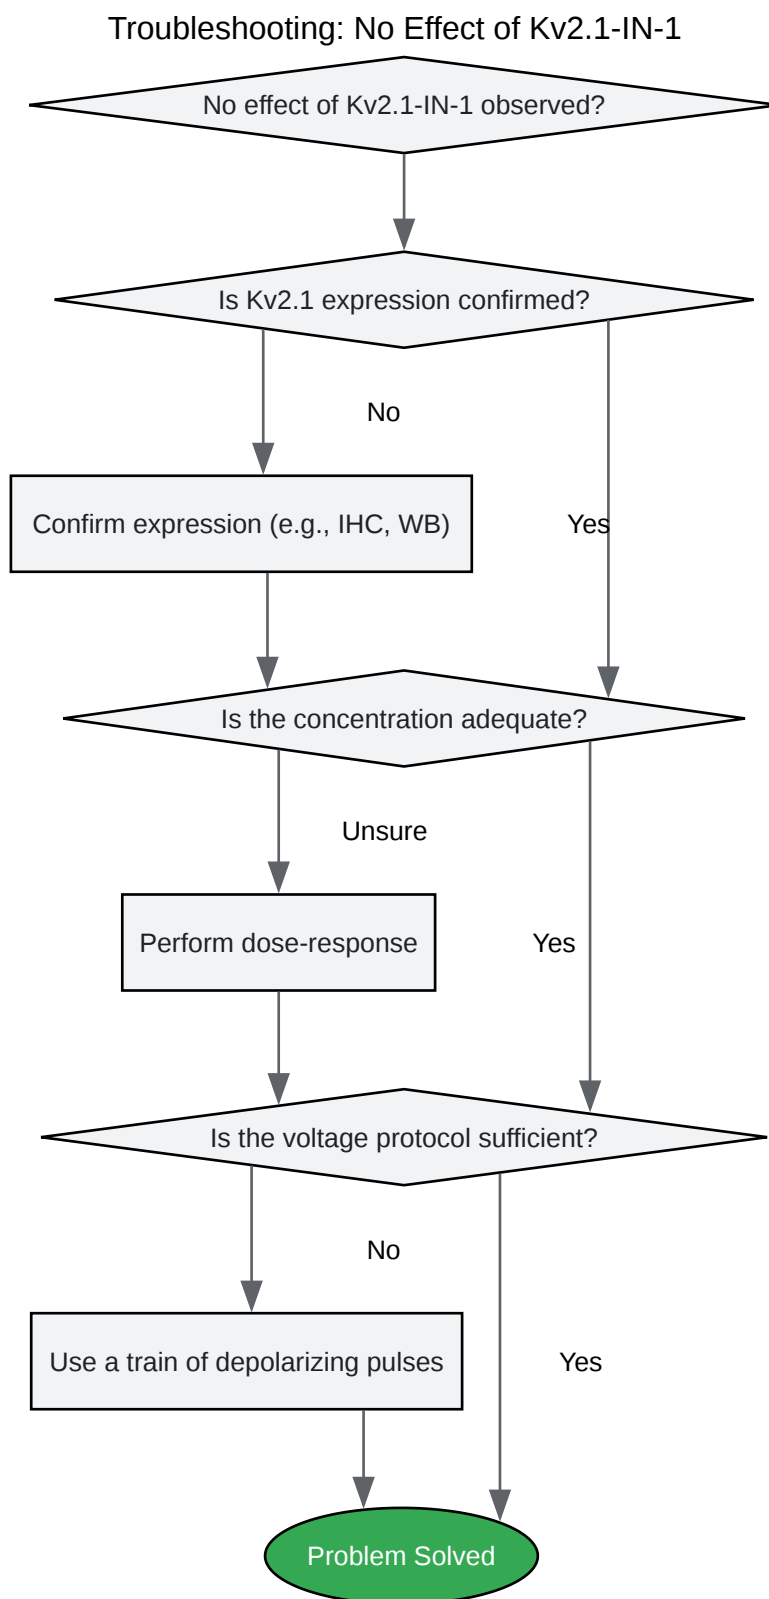 Troubleshooting: No Effect of Kv2.1-IN-1
No effect of Kv2.1-IN-1 observed?
Is Kv2.1 expression confirmed?
No
Confirm expression (e.g., IHC, WB)
Yes
Is the concentration adequate?
Unsure
Perform dose-response
Yes
Is the voltage protocol sufficient?
No
Use a train of depolarizing pulses
Yes
Problem Solved